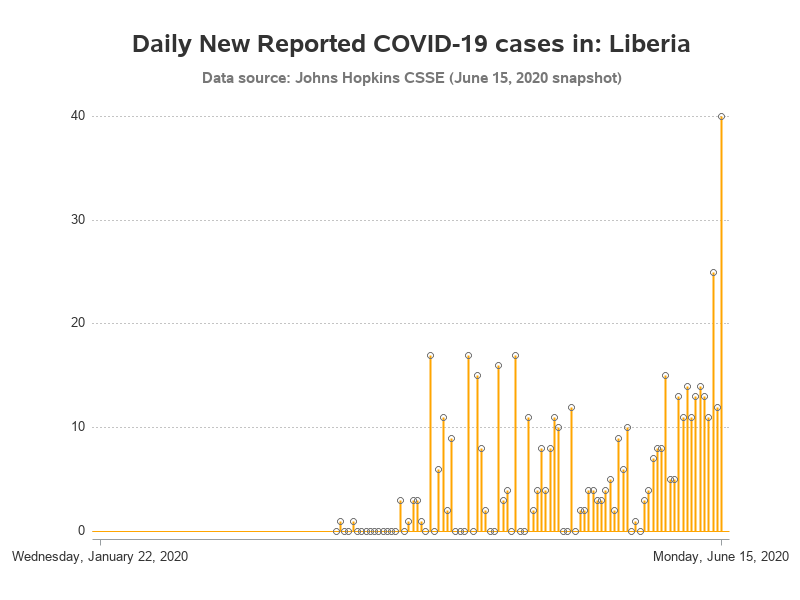 Daily New Reported COVID-19 cases in: Liberia
Data source: Johns Hopkins CSSE (June 15, 2020 snapshot)
40
30
20
10
0
Wednesday, January 22, 2020
Monday, June 15, 2020